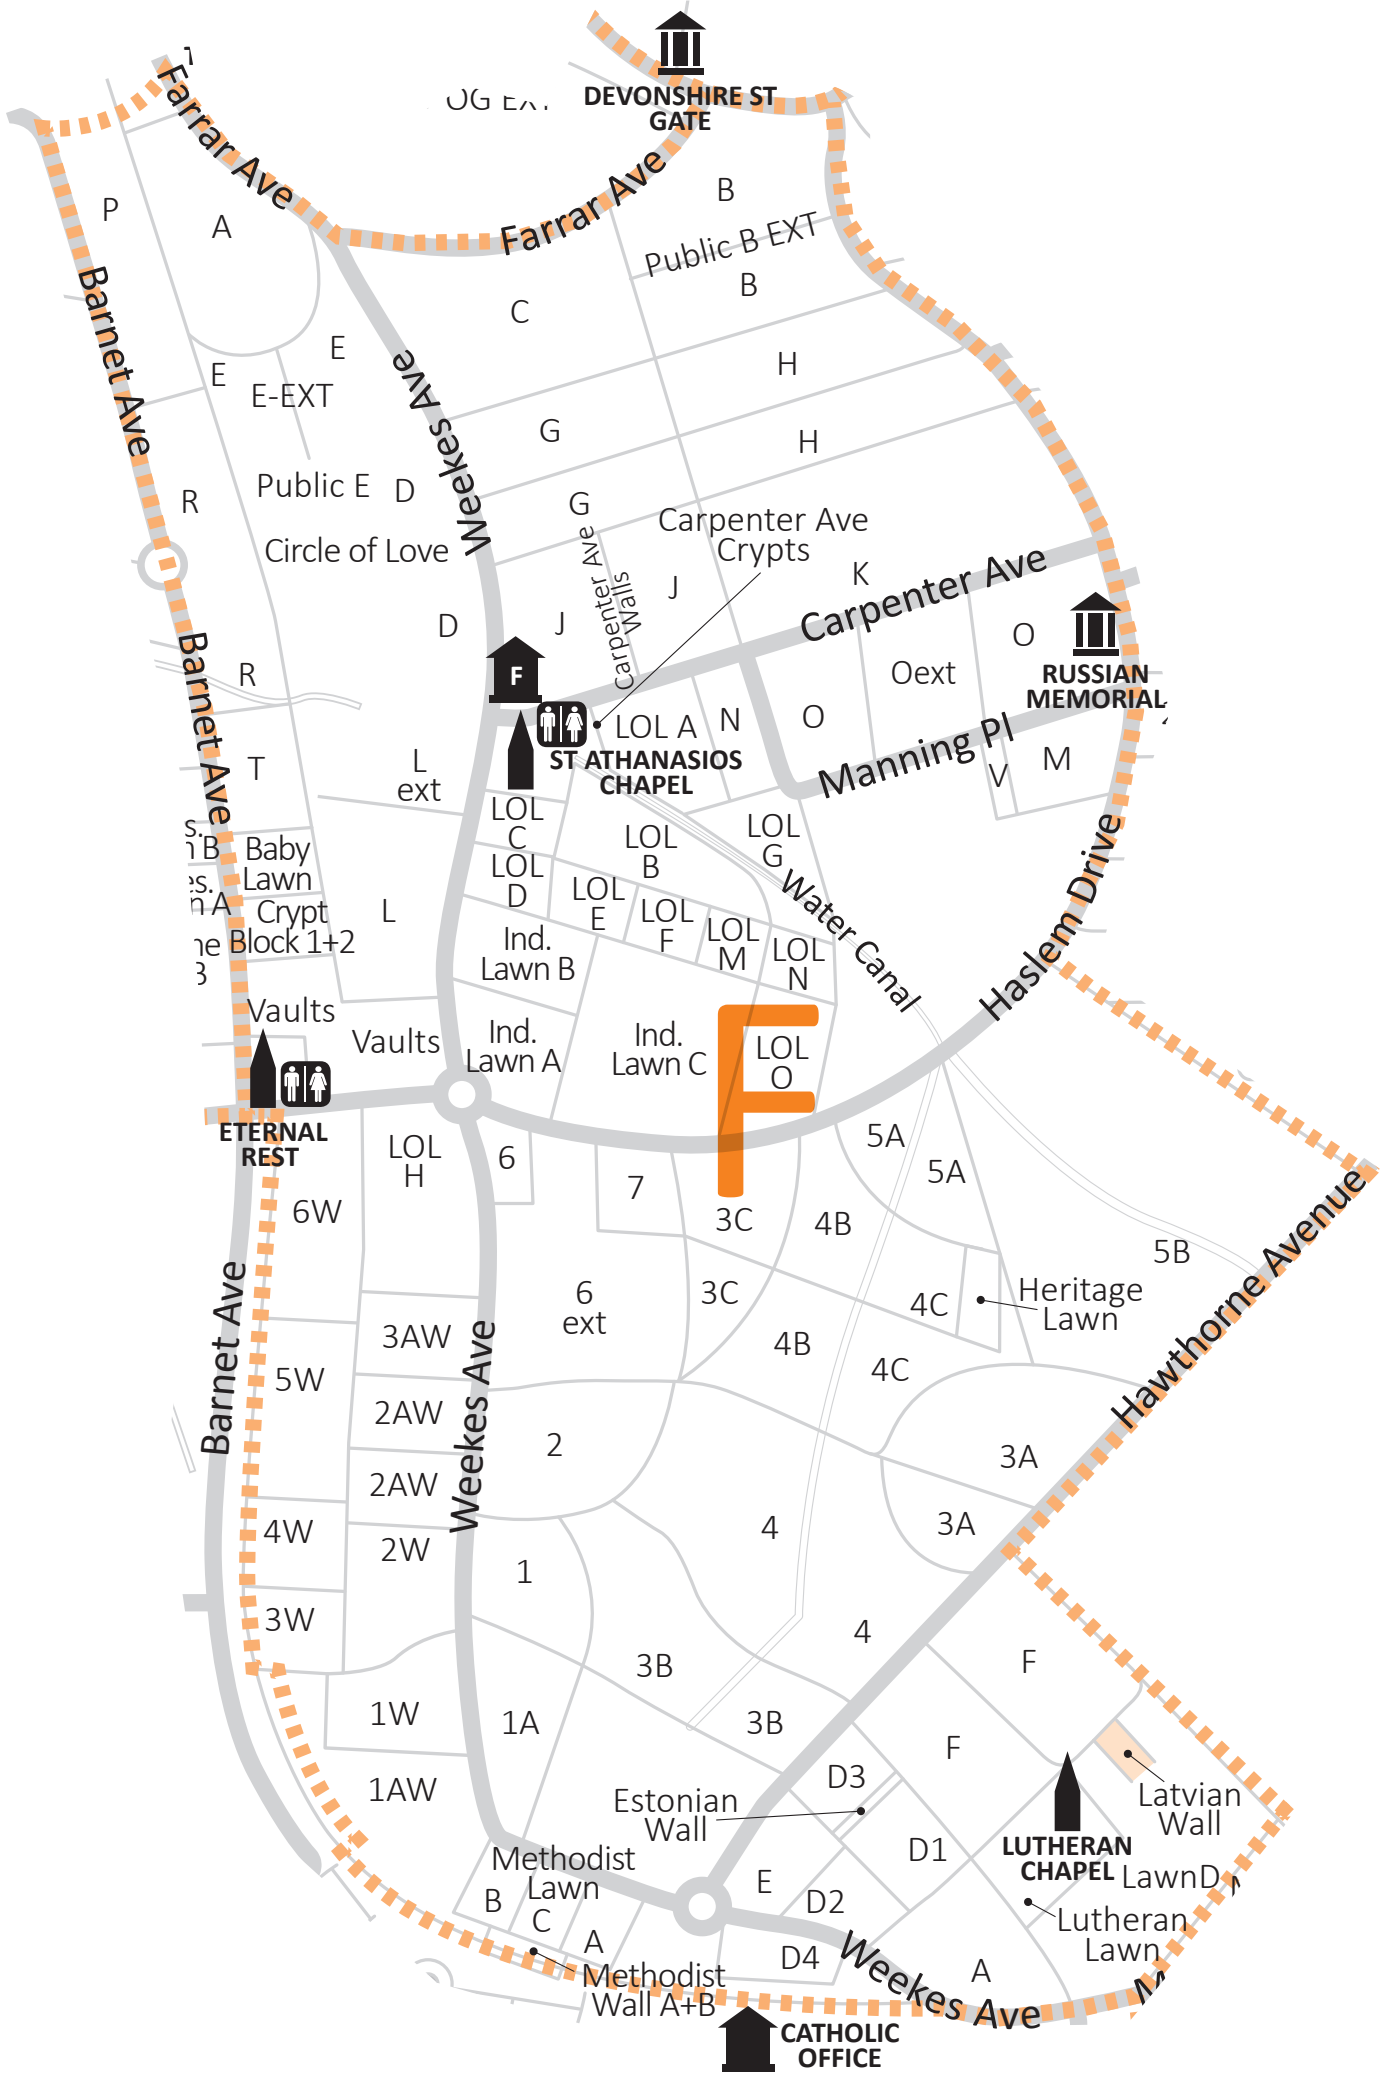 DEVONSHIRE ST
GATE
Farrar Ave
Farrar Ave
P
A
B
Public B EXT
B
Barnet Ave
C
E
E
E-EXT
Weekes Ave
H
G
H
R
Public E
D
G
Carpenter Ave
Crypts
Circle of Love
Carpenter Ave
Walls
Carpenter
J
J
K
Carpenter Ave
D
F
O
Oext
RUSSIAN
MEMORIAL
Barnet Ave
R
T
L
ext
LOL A
N
O
Manning Pl
V
M
ST ATHANASIOS
CHAPEL
LOL
C
LOL
B
LOL
G
Baby
Lawn
LOL
D
LOL
E
LOL
F
LOL
M
LOL
N
Water Canal
Haslem Drive
Crypt
Block 1+2
L
Ind.
Lawn B
Vaults
Vaults
Ind.
Lawn A
Ind.
Lawn C
LOL
O
F
ETERNAL
REST
LOL
H
6
7
5A
5A
6W
3C
4B
5B
Hawthorne Avenue
Barnet Ave
6
ext
3C
4C
Heritage
Lawn
3AW
4B
5W
4C
2AW
Weekes Ave
2
3A
2AW
4W
4
3A
2W
1
3W
4
3B
F
1W
1A
3B
F
1AW
D3
Estonian
Wall
Latvian
Wall
D1
LUTHERAN
CHAPEL
LawnD
Methodist
Lawn
B
C
A
E
D2
Lutheran
Lawn
D4
Weekes Ave
A
Methodist
Wall A+B
CATHOLIC
OFFICE